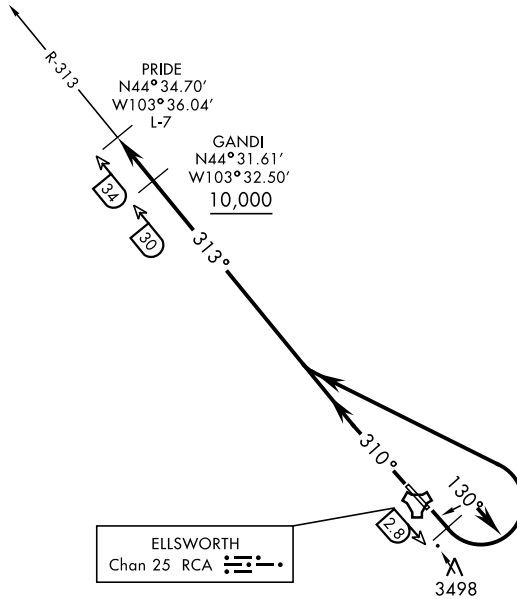 R-313
PRIDE
N44° 34.70'
W103° 36.04'
L-7
GANDI
N44° 31.61'
W103° 32.50'
10,000
34
30
313°
310°
130°
2.8
ELLSWORTH
Chan 25 RCA
3498